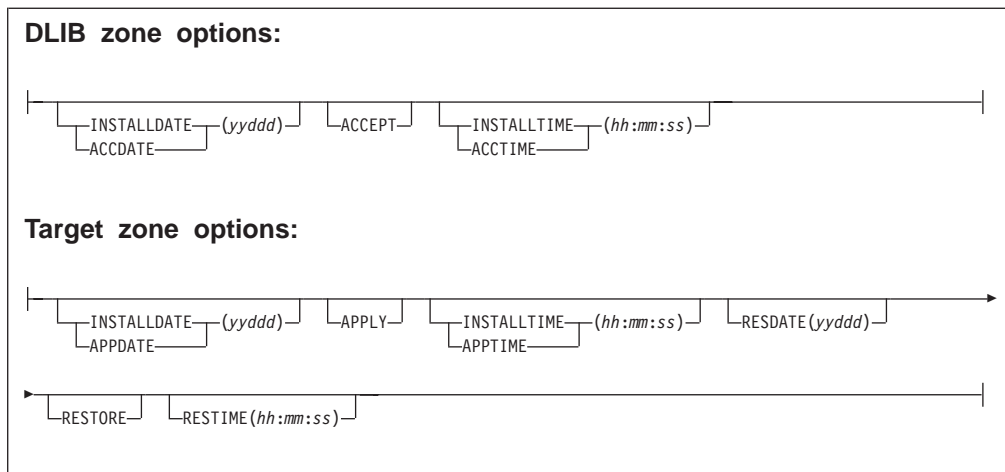 DLIB zone options:
INSTALLDATE (yyddd) ACCEPT INSTALLTIME (hh:mm:ss)
ACCDATE ACCTIME
Target zone options:
INSTALLDATE (yyddd) APPLY INSTALLTIME (hh:mm:ss) RESDATE(yyddd)
APPDATE APPTIME
RESTORE RESTIME(hh:mm:ss)